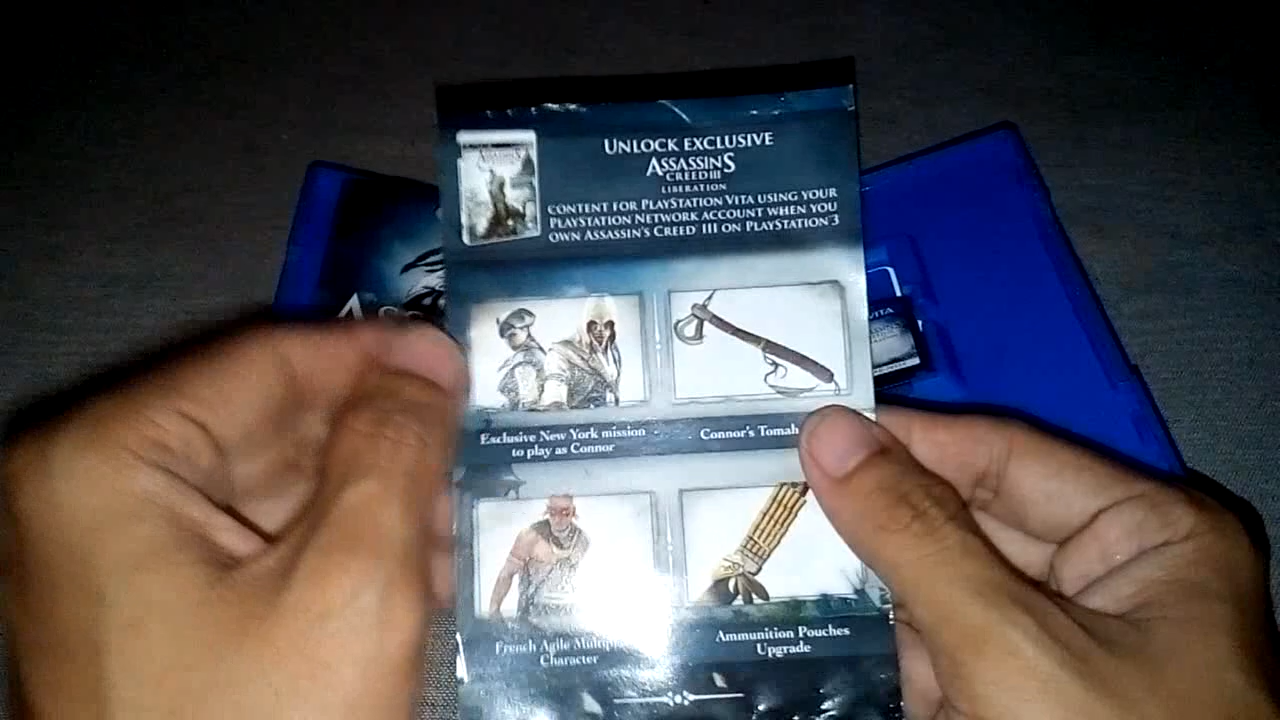 UNLOCK EXCLUSIVE
ASSASSINS
CREED III
LIBERATION
CONTENT FOR PLAYSTATION VITA USING YOUR
PLAYSTATION NETWORK ACCOUNT WHEN YOU
OWN ASSASSIN'S CREED III ON PLAYSTATION 3
Exclusive New York mission
to play as Connor
Connor's Tomah
French Agile Multip
Character
Ammunition Pouches
Upgrade
VITA